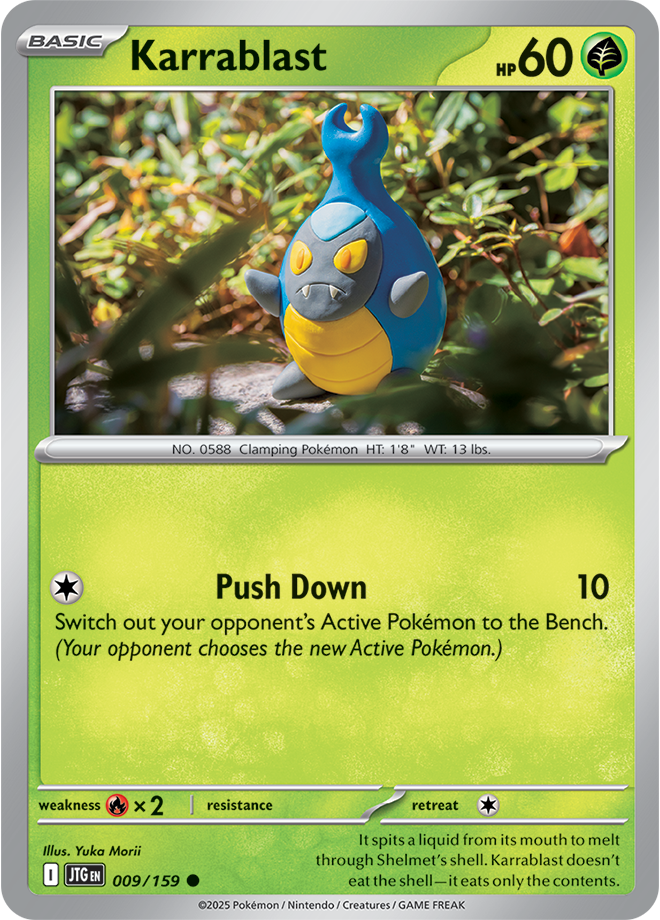 BASIC
Karrablast
HP 60
NO. 0588 Clamping Pokémon HT: 1'8" WT: 13 lbs.
Push Down 10
Switch out your opponent's Active Pokémon to the Bench.
(Your opponent chooses the new Active Pokémon.)
weakness ×2 resistance retreat
Illus. Yuka Morii
It spits a liquid from its mouth to melt
through Shelmet's shell. Karrablast doesn't
eat the shell—it eats only the contents.
I JTG EN 009/159
©2025 Pokémon / Nintendo / Creatures / GAME FREAK